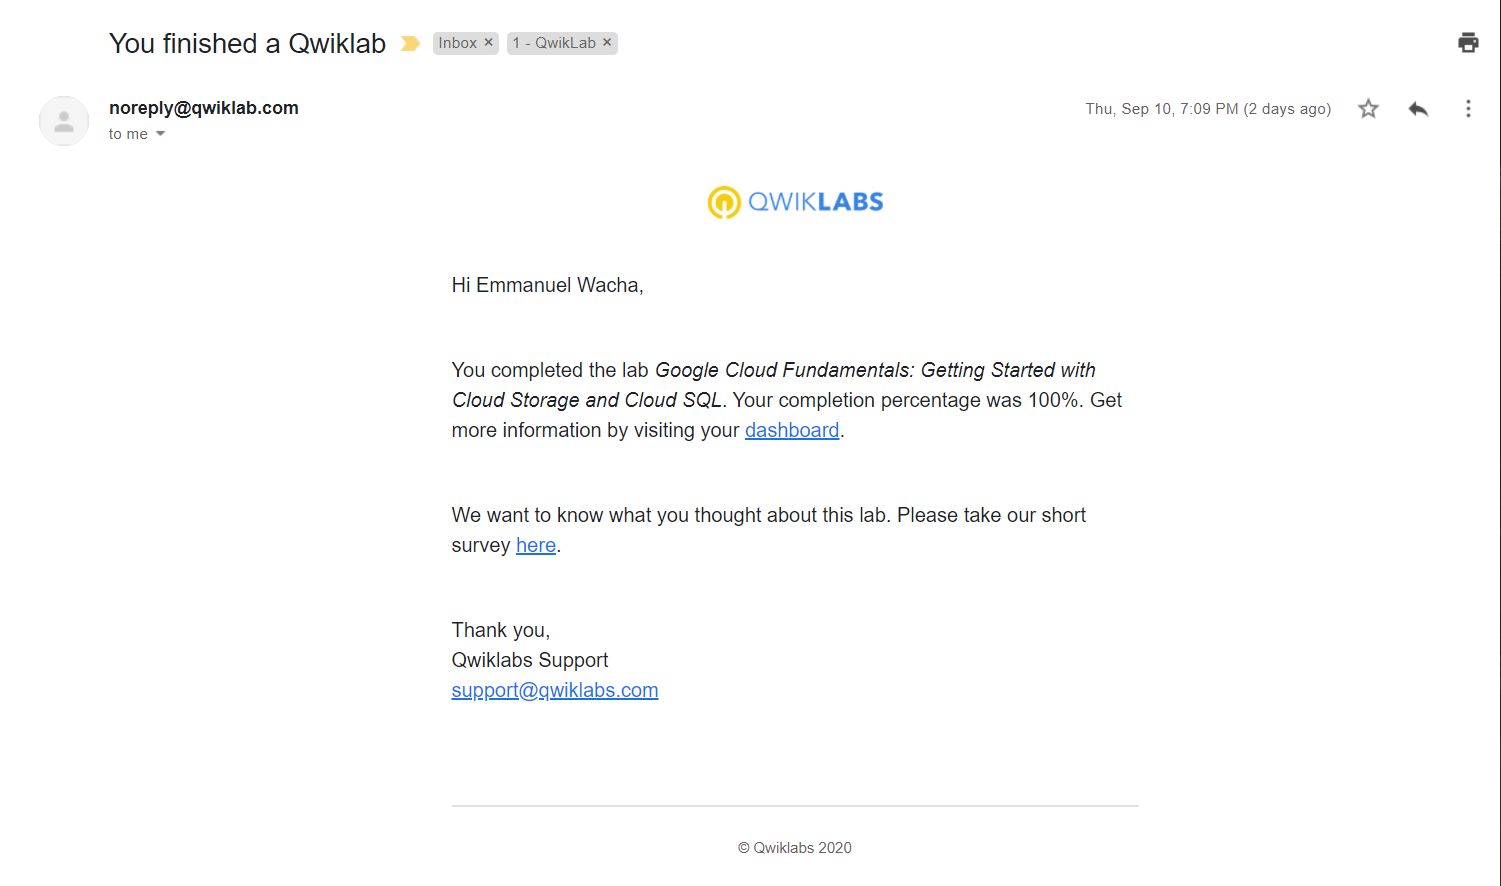 You finished a Qwiklab Inbox × 1 - QwikLab ×
noreply@qwiklab.com Thu, Sep 10, 7:09 PM (2 days ago)
to me
QWIKLABS
Hi Emmanuel Wacha,
You completed the lab Google Cloud Fundamentals: Getting Started with
Cloud Storage and Cloud SQL. Your completion percentage was 100%. Get
more information by visiting your dashboard.
We want to know what you thought about this lab. Please take our short
survey here.
Thank you,
Qwiklabs Support
support@qwiklabs.com
© Qwiklabs 2020